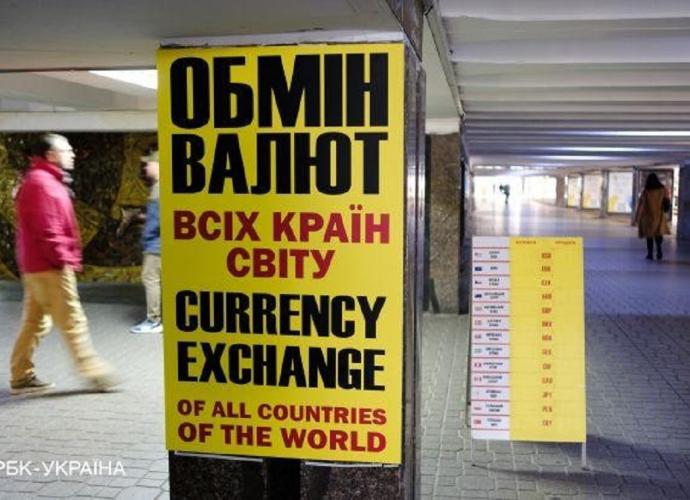 ОБМІН
ВАЛЮТ
ВСІХ КРАЇН
СВІТУ
CURRENCY
EXCHANGE
OF ALL COUNTRIES
OF THE WORLD
РБК-УКРАЇНА